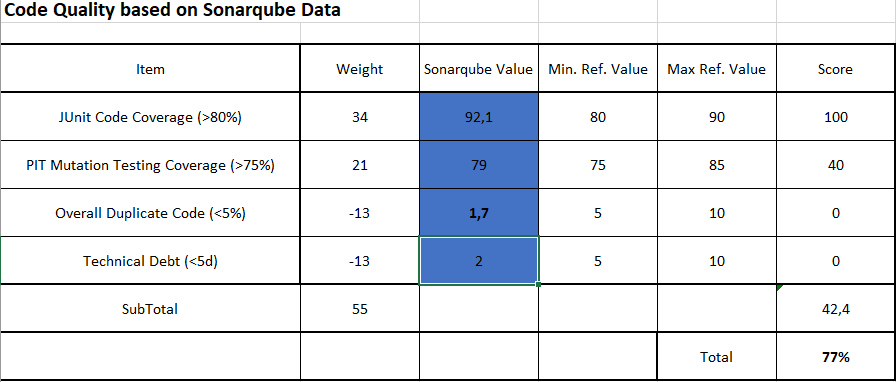 Code Quality based on Sonarqube Data
Item Weight Sonarqube Value Min. Ref. Value Max Ref. Value Score
JUnit Code Coverage (>80%) 34 92,1 80 90 100
PIT Mutation Testing Coverage (>75%) 21 79 75 85 40
Overall Duplicate Code (<5%) -13 1,7 5 10 0
Technical Debt (<5d) -13 2 5 10 0
SubTotal 55 42,4
Total 77%